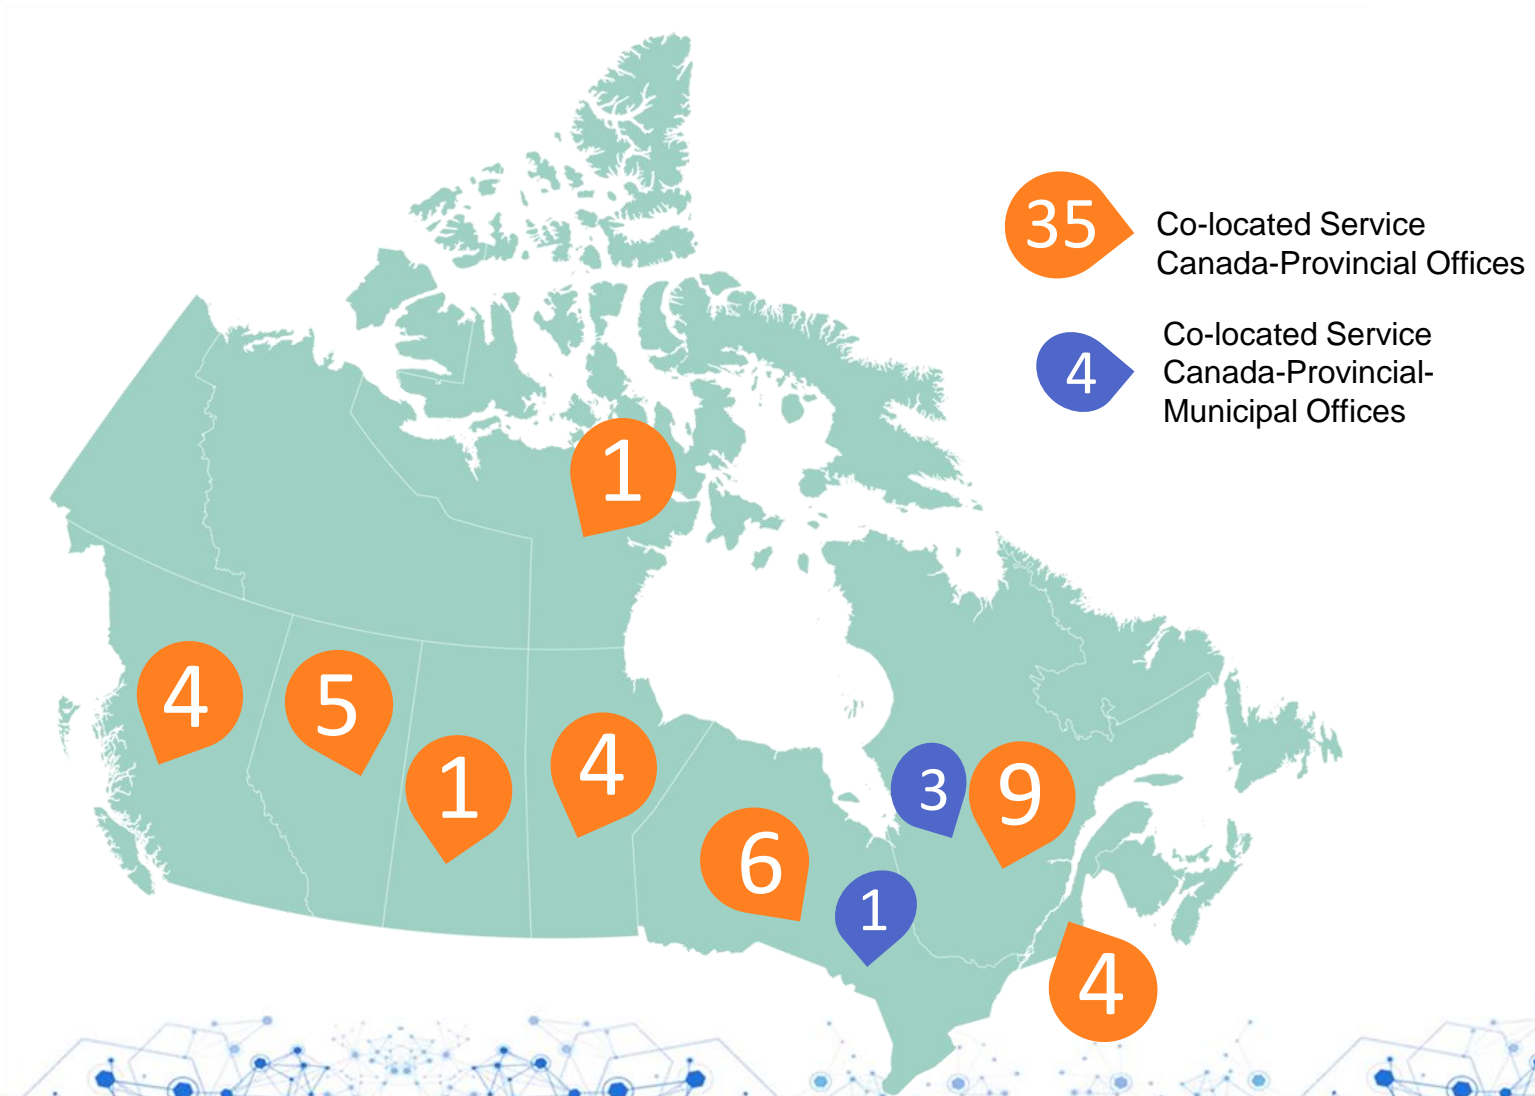 35
Co-located Service
Canada-Provincial Offices
4
Co-located Service
Canada-Provincial-
Municipal Offices
1
4
5
1
4
3
9
6
1
4